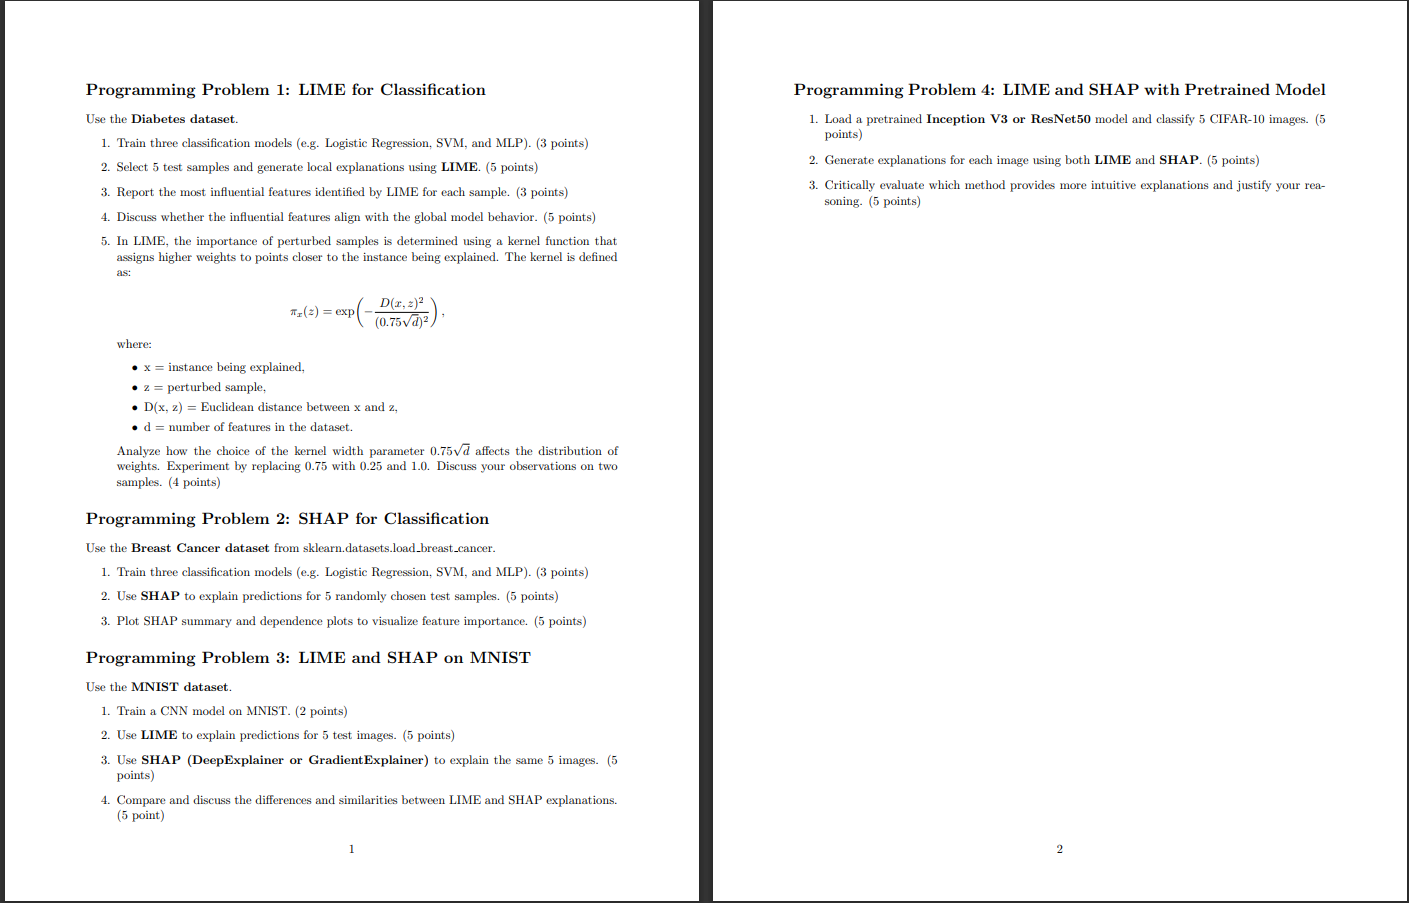 Programming Problem 1: LIME for Classification
Use the Diabetes dataset.
1. Train three classification models (e.g. Logistic Regression, SVM, and MLP). (3 points)
2. Select 5 test samples and generate local explanations using LIME. (5 points)
3. Report the most influential features identified by LIME for each sample. (3 points)
4. Discuss whether the influential features align with the global model behavior. (5 points)
5. In LIME, the importance of perturbed samples is determined using a kernel function that
assigns higher weights to points closer to the instance being explained. The kernel is defined
as:
πₓ(z) = exp(−D(x, z)²/(0.75√d)²),
where:
• x = instance being explained,
• z = perturbed sample,
• D(x, z) = Euclidean distance between x and z,
• d = number of features in the dataset.
Analyze how the choice of the kernel width parameter 0.75√d affects the distribution of
weights. Experiment by replacing 0.75 with 0.25 and 1.0. Discuss your observations on two
samples. (4 points)
Programming Problem 2: SHAP for Classification
Use the Breast Cancer dataset from sklearn.datasets.load_breast_cancer.
1. Train three classification models (e.g. Logistic Regression, SVM, and MLP). (3 points)
2. Use SHAP to explain predictions for 5 randomly chosen test samples. (5 points)
3. Plot SHAP summary and dependence plots to visualize feature importance. (5 points)
Programming Problem 3: LIME and SHAP on MNIST
Use the MNIST dataset.
1. Train a CNN model on MNIST. (2 points)
2. Use LIME to explain predictions for 5 test images. (5 points)
3. Use SHAP (DeepExplainer or GradientExplainer) to explain the same 5 images. (5
points)
4. Compare and discuss the differences and similarities between LIME and SHAP explanations.
(5 point)
1
Programming Problem 4: LIME and SHAP with Pretrained Model
1. Load a pretrained Inception V3 or ResNet50 model and classify 5 CIFAR-10 images. (5
points)
2. Generate explanations for each image using both LIME and SHAP. (5 points)
3. Critically evaluate which method provides more intuitive explanations and justify your rea-
soning. (5 points)
2